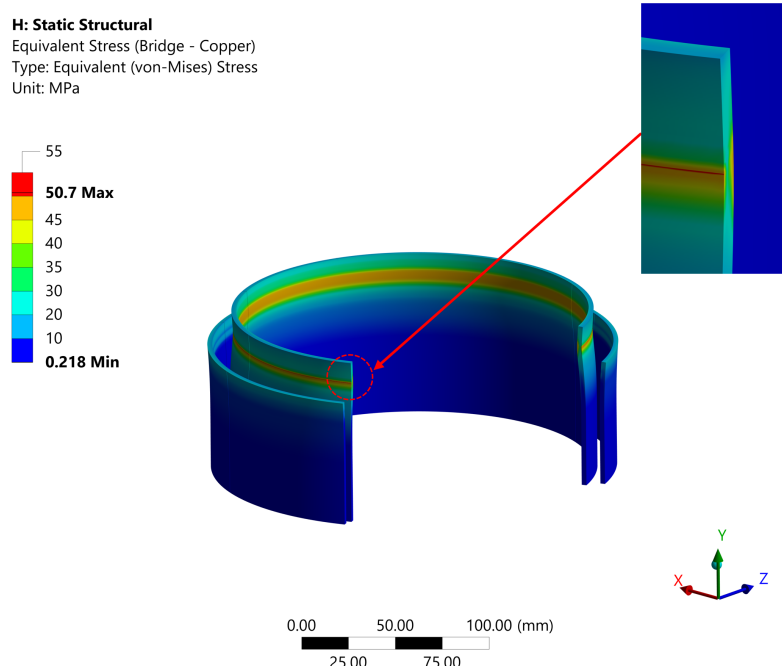 H: Static Structural
Equivalent Stress (Bridge - Copper)
Type: Equivalent (von-Mises) Stress
Unit: MPa
55
50.7 Max
45
40
35
30
20
10
0.218 Min
Y
X
Z
0.00 50.00 100.00 (mm)
25.00 75.00